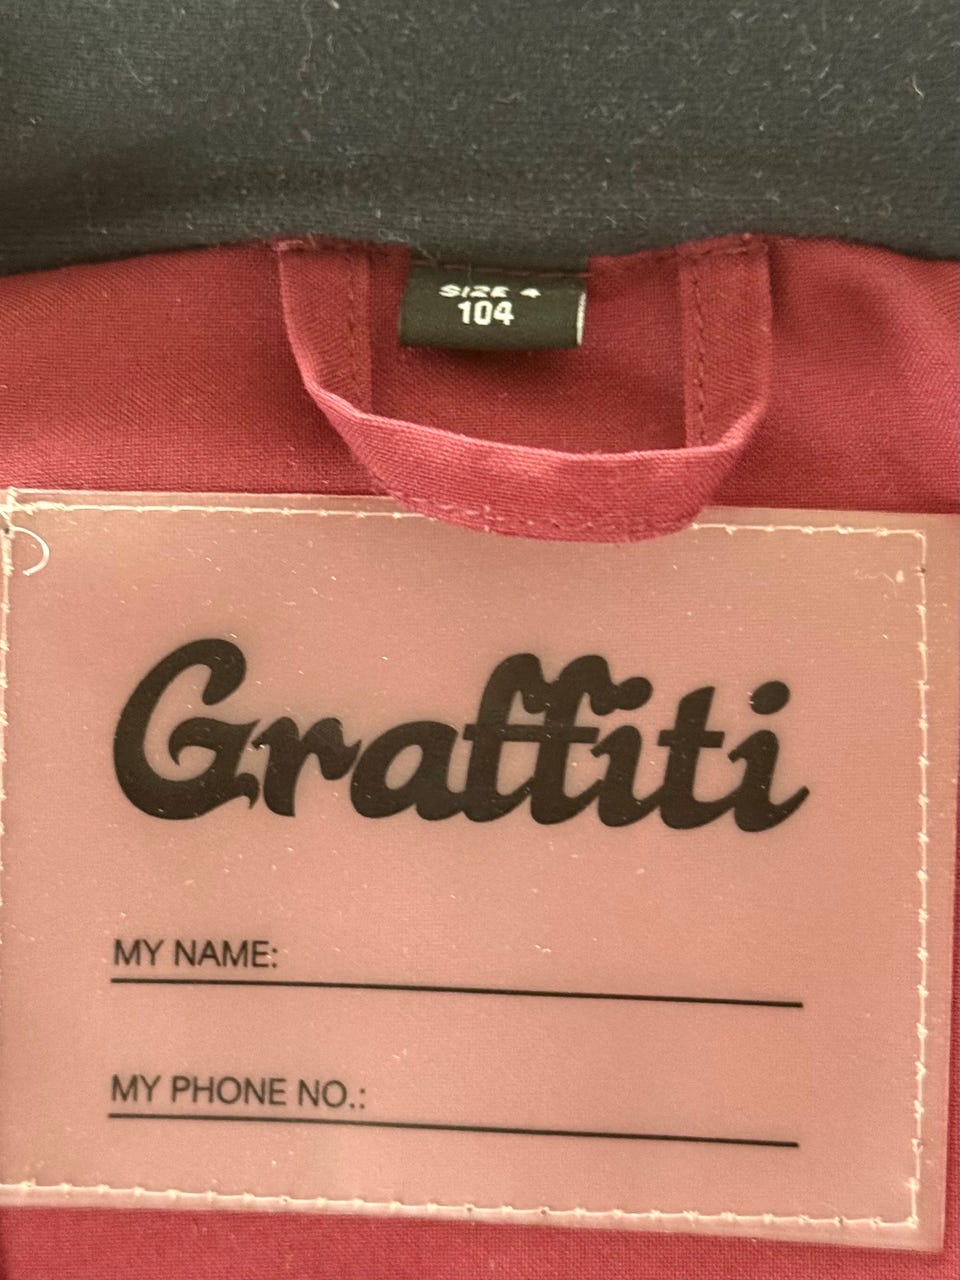 SIZE 4
104
Graffiti
MY NAME:
MY PHONE NO.: